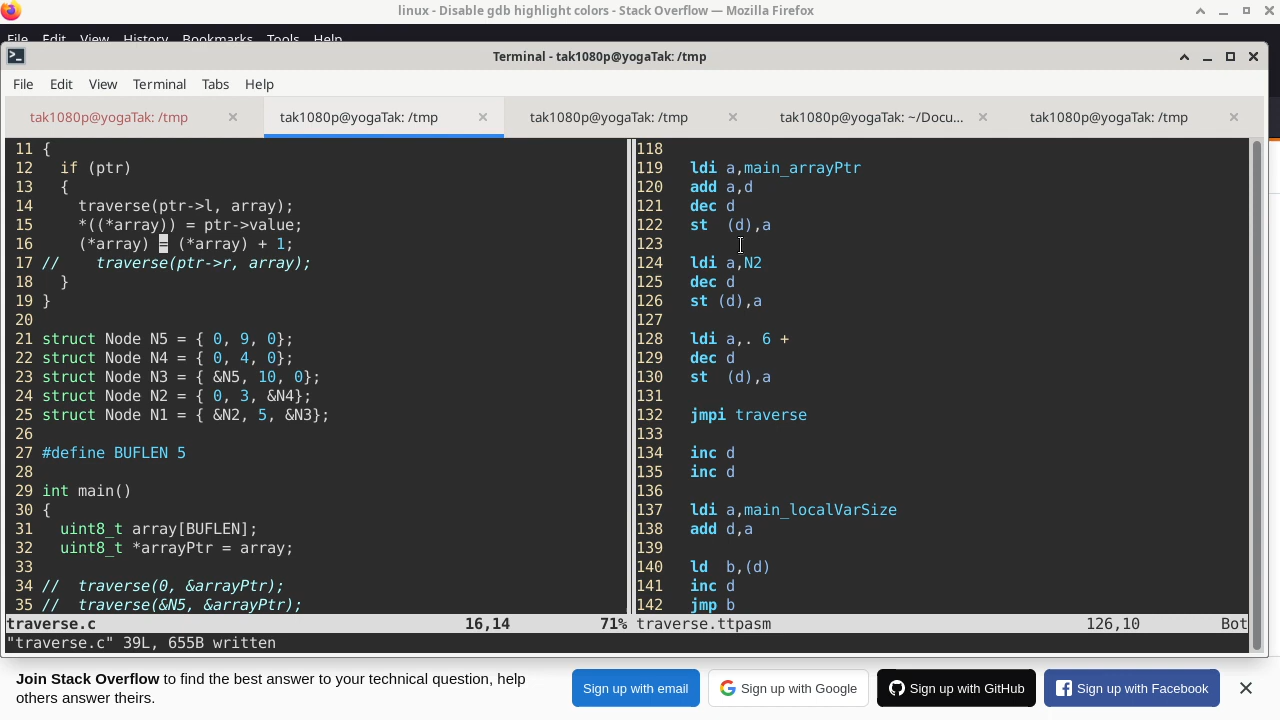 linux - Disable gdb highlight colors - Stack Overflow — Mozilla Firefox
File Edit View History Bookmarks Tools Help
Terminal - tak1080p@yogaTak: /tmp
File Edit View Terminal Tabs Help
tak1080p@yogaTak: /tmp × tak1080p@yogaTak: /tmp × tak1080p@yogaTak: /tmp × tak1080p@yogaTak: ~/Docu... × tak1080p@yogaTak: /tmp ×
11 {
12   if (ptr)
13   {
14     traverse(ptr->l, array);
15     *((*array)) = ptr->value;
16     (*array) = (*array) + 1;
17 //    traverse(ptr->r, array);
18   }
19 }
20
21 struct Node N5 = { 0, 9, 0};
22 struct Node N4 = { 0, 4, 0};
23 struct Node N3 = { &N5, 10, 0};
24 struct Node N2 = { 0, 3, &N4};
25 struct Node N1 = { &N2, 5, &N3};
26
27 #define BUFLEN 5
28
29 int main()
30 {
31   uint8_t array[BUFLEN];
32   uint8_t *arrayPtr = array;
33
34 //  traverse(0, &arrayPtr);
35 //  traverse(&N5, &arrayPtr);
traverse.c 16,14 71%
"traverse.c" 39L, 655B written
118
119   ldi a,main_arrayPtr
120   add a,d
121   dec d
122   st  (d),a
123
124   ldi a,N2
125   dec d
126   st (d),a
127
128   ldi a,. 6 +
129   dec d
130   st  (d),a
131
132   jmpi traverse
133
134   inc d
135   inc d
136
137   ldi a,main_localVarSize
138   add d,a
139
140   ld  b,(d)
141   inc d
142   jmp b
traverse.ttpasm 126,10 Bot
Join Stack Overflow to find the best answer to your technical question, help
others answer theirs.
Sign up with email
Sign up with Google
Sign up with GitHub
Sign up with Facebook